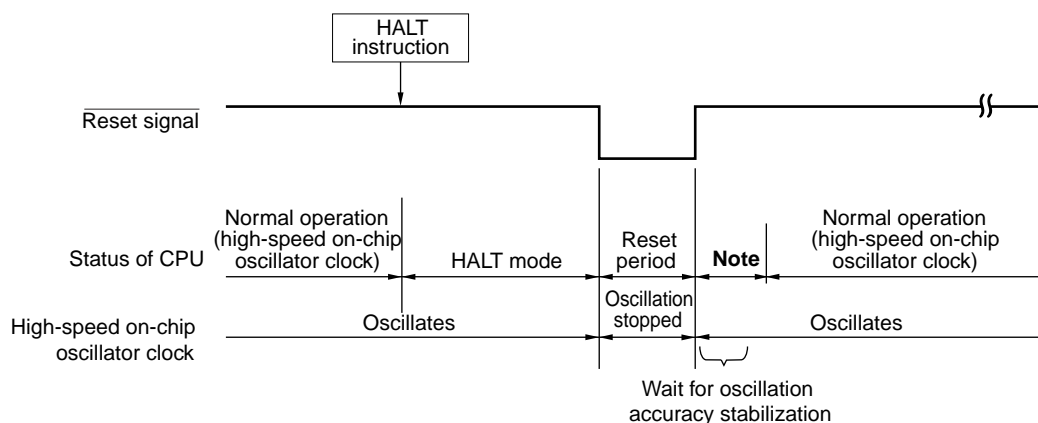 HALT
instruction
Reset signal
Normal operation
(high-speed on-chip
oscillator clock)
Status of CPU
HALT mode
Reset
period
Note
Normal operation
(high-speed on-chip
oscillator clock)
High-speed on-chip
oscillator clock
Oscillates
Oscillation
stopped
Oscillates
Wait for oscillation
accuracy stabilization